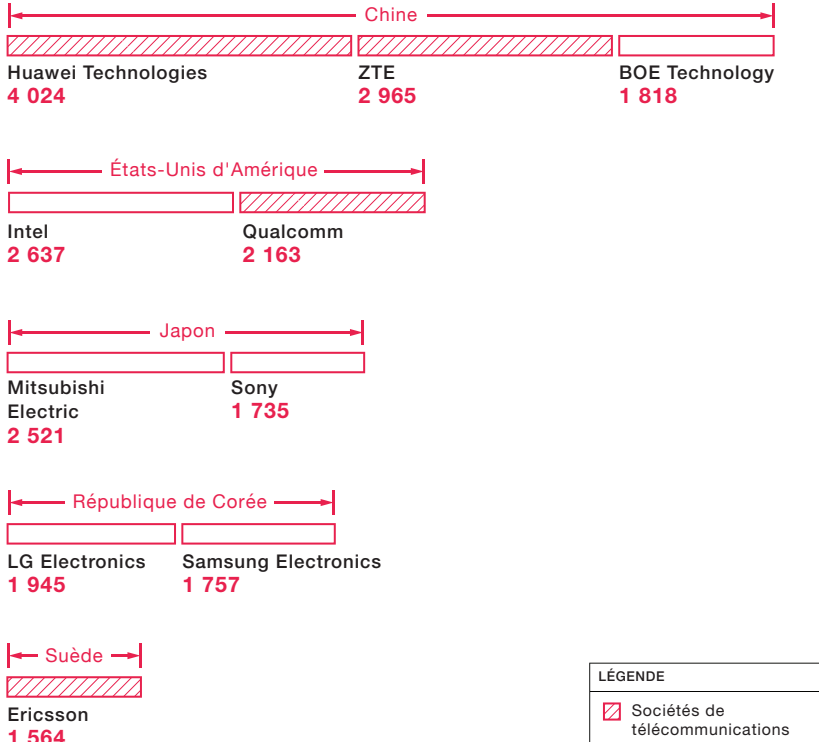 Chine
Huawei Technologies
4 024
ZTE
2 965
BOE Technology
1 818
États-Unis d'Amérique
Intel
2 637
Qualcomm
2 163
Japon
Mitsubishi
Electric
2 521
Sony
1 735
République de Corée
LG Electronics
1 945
Samsung Electronics
1 757
Suède
Ericsson
1 564
LÉGENDE
Sociétés de
télécommunications